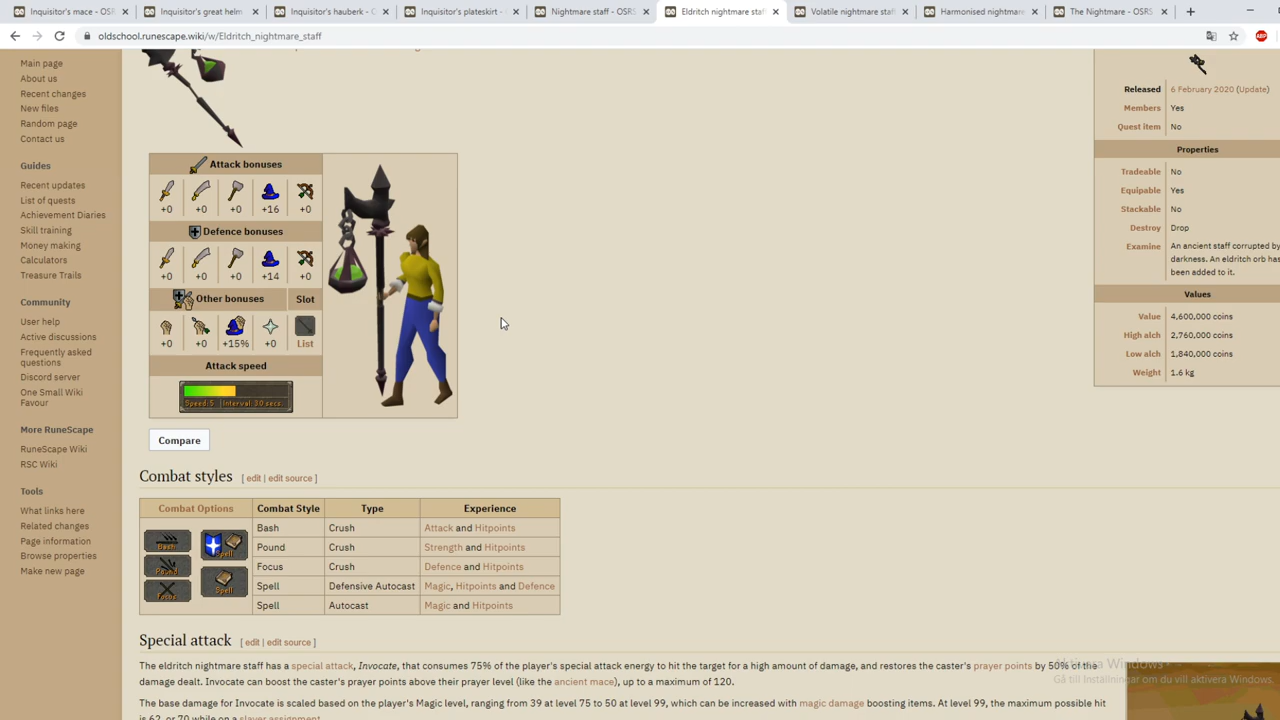 Inquisitor's mace - OSR
Inquisitor's great helm
Inquisitor's hauberk - O
Inquisitor's plateskirt -
Nightmare staff - OSRS
Eldritch nightmare staf
Volatile nightmare staf
Harmonised nightmare
The Nightmare - OSRS
oldschool.runescape.wiki/w/Eldritch_nightmare_staff
ABP
Main page
About us
Recent changes
New files
Random page
Contact us
Guides
Recent updates
List of quests
Achievement Diaries
Skill training
Money making
Calculators
Treasure Trails
Community
User help
Active discussions
Frequently asked
questions
Discord server
One Small Wiki
Favour
More RuneScape
RuneScape Wiki
RSC Wiki
Tools
What links here
Related changes
Page information
Browse properties
Make new page
Attack bonuses
+0 +0 +0 +16 +0
Defence bonuses
+0 +0 +0 +14 +0
Other bonuses Slot
+0 +0 +15% +0 List
Attack speed
Speed: 5 Interval: 3.0 secs
Compare
Combat styles [ edit | edit source ]
Combat Options Combat Style Type Experience
Bash Crush Attack and Hitpoints
Pound Crush Strength and Hitpoints
Focus Crush Defence and Hitpoints
Spell Defensive Autocast Magic, Hitpoints and Defence
Spell Autocast Magic and Hitpoints
Bash Spell
Pound Spell
Focus
Special attack [ edit | edit source ]
The eldritch nightmare staff has a special attack, Invocate, that consumes 75% of the player's special attack energy to hit the target for a high amount of damage, and restores the caster's prayer points by 50% of the
damage dealt. Invocate can boost the caster's prayer points above their prayer level (like the ancient mace), up to a maximum of 120.
The base damage for Invocate is scaled based on the player's Magic level, ranging from 39 at level 75 to 50 at level 99, which can be increased with magic damage boosting items. At level 99, the maximum possible hit
is 62, or 70 while on a slayer assignment.
Released 6 February 2020 (Update)
Members Yes
Quest item No
Properties
Tradeable No
Equipable Yes
Stackable No
Destroy Drop
Examine An ancient staff corrupted by
darkness. An eldritch orb has
been added to it.
Values
Value 4,600,000 coins
High alch 2,760,000 coins
Low alch 1,840,000 coins
Weight 1.6 kg
Aktivera Windows
Gå till Inställningar om du vill aktivera Windows.